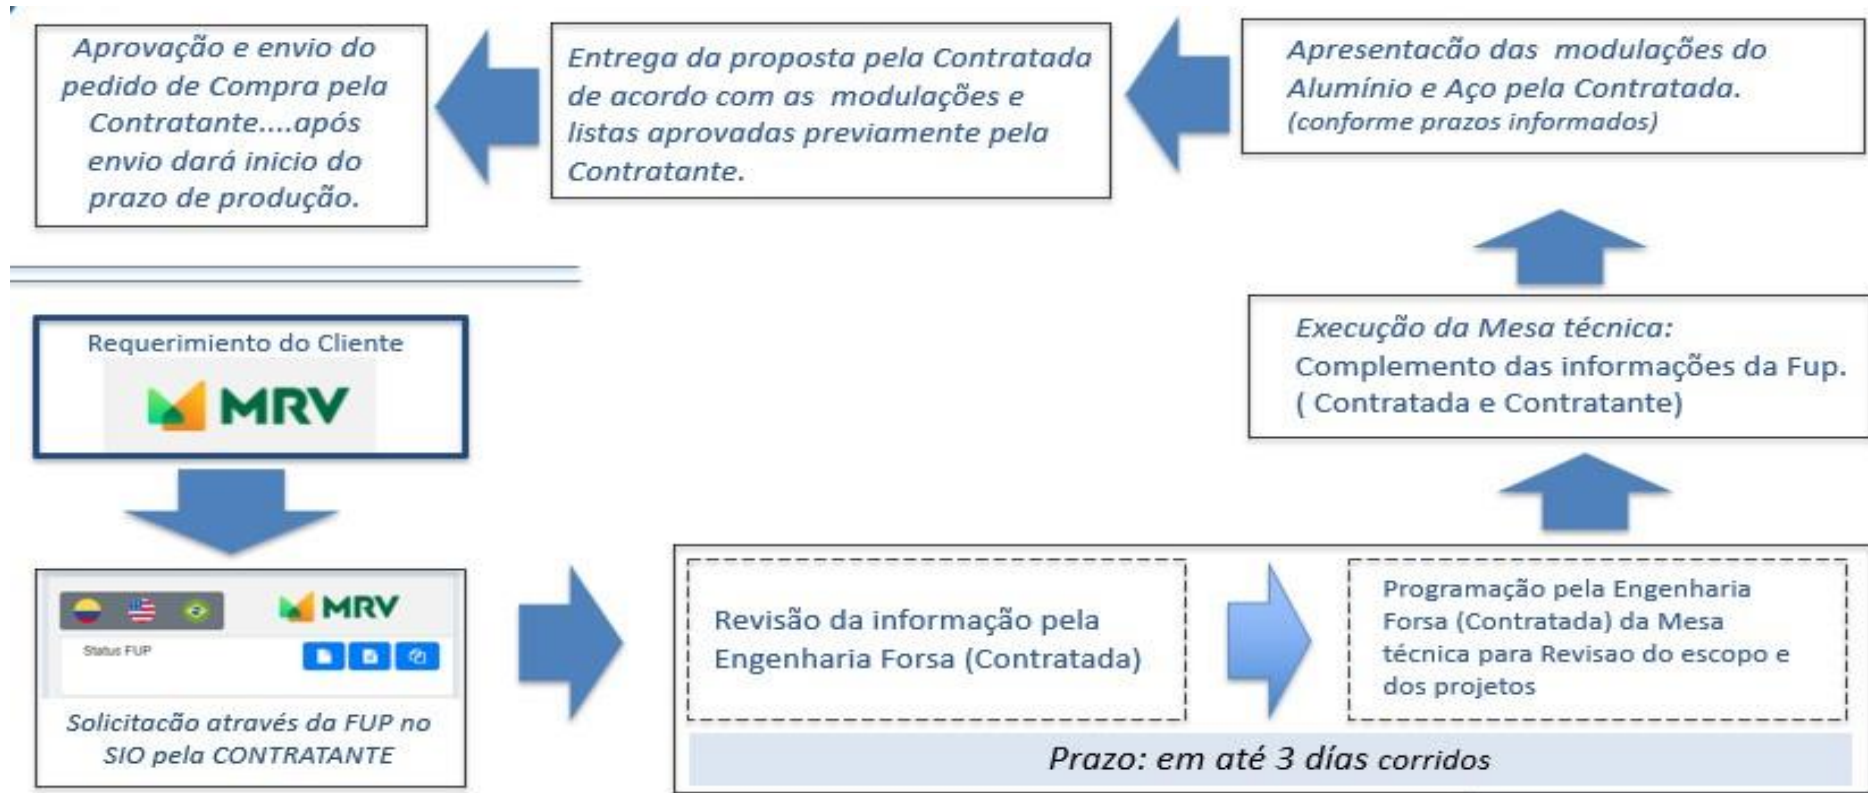 Aprovação e envio do
pedido de Compra pela
Contratante....após
envio dará inicio do
prazo de produção.
Entrega da proposta pela Contratada
de acordo com as modulações e
listas aprovadas previamente pela
Contratante.
Apresentacão das modulações do
Alumínio e Aço pela Contratada.
(conforme prazos informados)
Requerimiento do Cliente
MRV
Execução da Mesa técnica:
Complemento das informações da Fup.
( Contratada e Contratante)
MRV
Status FUP
Solicitacão através da FUP no
SIO pela CONTRATANTE
Revisão da informação pela
Engenharia Forsa (Contratada)
Programação pela Engenharia
Forsa (Contratada) da Mesa
técnica para Revisao do escopo e
dos projetos
Prazo: em até 3 días corridos